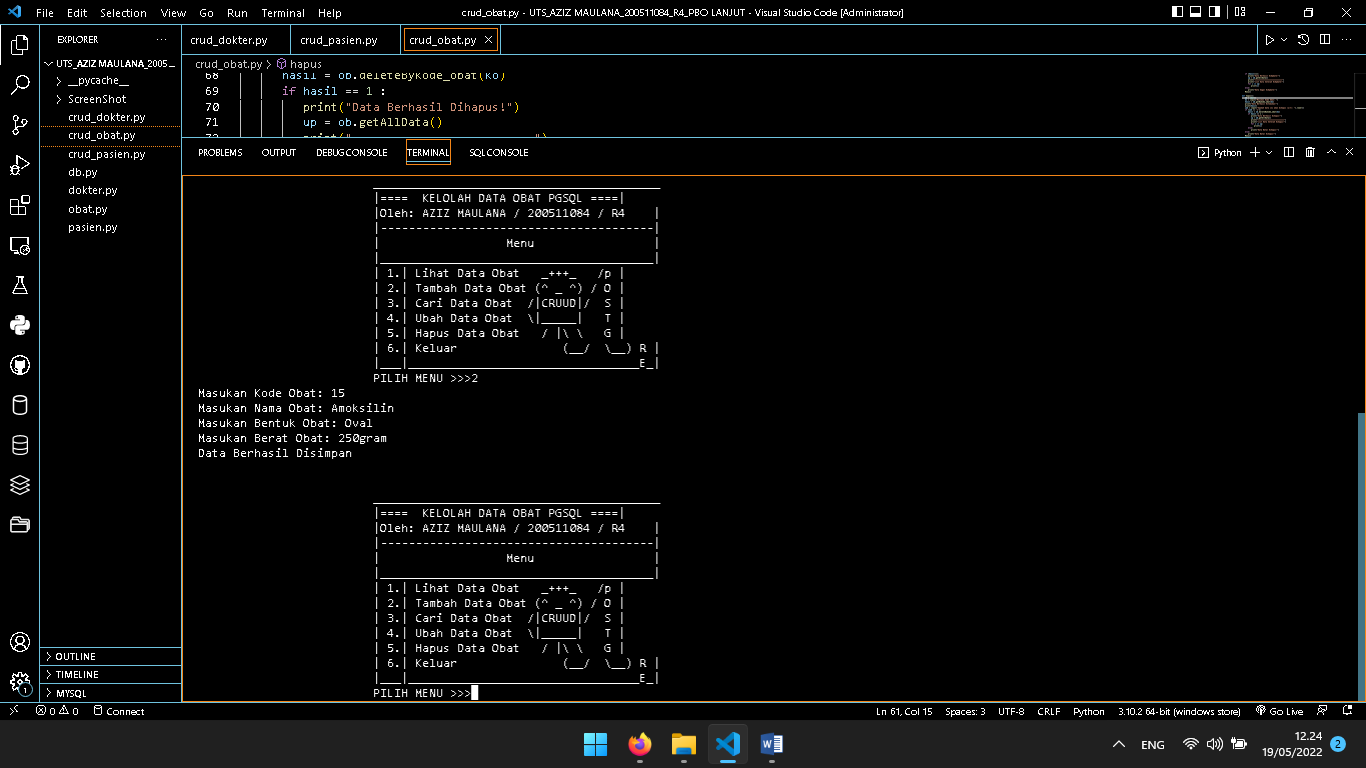 File Edit Selection View Go Run Terminal Help
crud_obat.py - UTS_AZIZ MAULANA_200511084_R4_PBO LANJUT - Visual Studio Code [Administrator]
EXPLORER ...
crud_dokter.py crud_pasien.py crud_obat.py
UTS_AZIZ MAULANA_2005...
__pycache__
ScreenShot
crud_dokter.py
crud_obat.py
crud_pasien.py
db.py
dokter.py
obat.py
pasien.py
OUTLINE
TIMELINE
MYSQL
crud_obat.py > hapus
68 hasil = ob.deleteByKode_obat(Ko)
69 if hasil == 1 :
70 print("Data Berhasil Dihapus!")
71 up = ob.getAllData()
PROBLEMS OUTPUT DEBUG CONSOLE TERMINAL SQL CONSOLE
Python
________________________________________
|==== KELOLAH DATA OBAT PGSQL ====|
|Oleh: AZIZ MAULANA / 200511084 / R4 |
|---------------------------------------|
| Menu |
|_______________________________________|
| 1.| Lihat Data Obat _+++_ /p |
| 2.| Tambah Data Obat (^ _ ^) / O |
| 3.| Cari Data Obat /|CRUUD|/ S |
| 4.| Ubah Data Obat \|_____| T |
| 5.| Hapus Data Obat / |\ \ G |
| 6.| Keluar (__/ \__) R |
|___|_________________________________E_|
PILIH MENU >>>2
Masukan Kode Obat: 15
Masukan Nama Obat: Amoksilin
Masukan Bentuk Obat: Oval
Masukan Berat Obat: 250gram
Data Berhasil Disimpan
________________________________________
|==== KELOLAH DATA OBAT PGSQL ====|
|Oleh: AZIZ MAULANA / 200511084 / R4 |
|---------------------------------------|
| Menu |
|_______________________________________|
| 1.| Lihat Data Obat _+++_ /p |
| 2.| Tambah Data Obat (^ _ ^) / O |
| 3.| Cari Data Obat /|CRUUD|/ S |
| 4.| Ubah Data Obat \|_____| T |
| 5.| Hapus Data Obat / |\ \ G |
| 6.| Keluar (__/ \__) R |
|___|_________________________________E_|
PILIH MENU >>>
1
0 0 Connect
Ln 61, Col 15 Spaces: 3 UTF-8 CRLF Python 3.10.2 64-bit (windows store) Go Live
ENG
12.24
19/05/2022
2